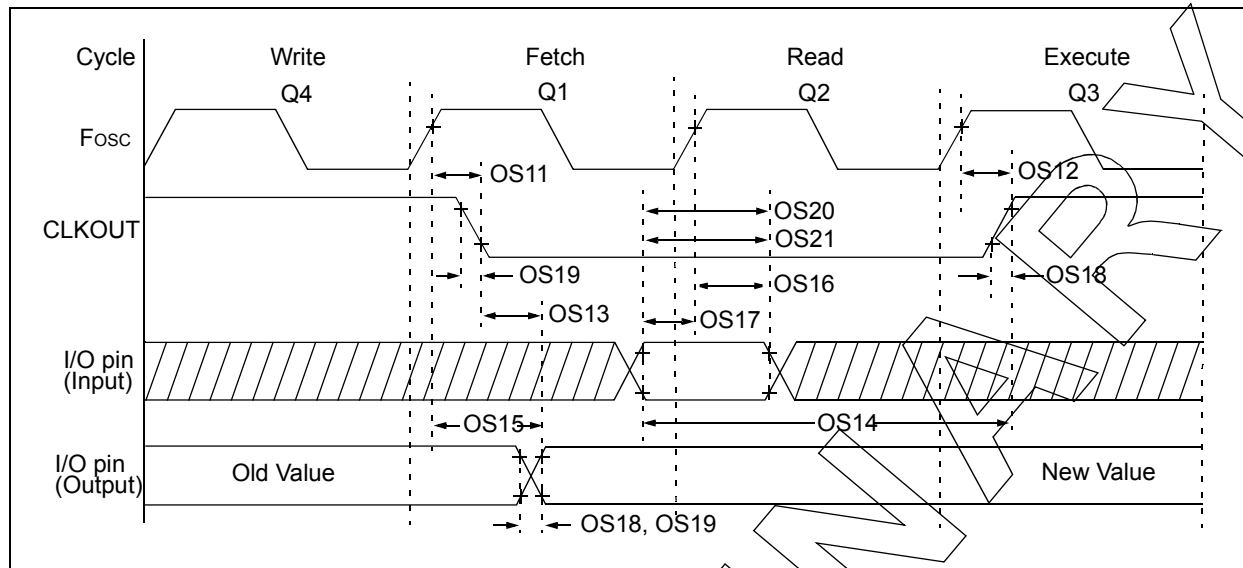 Cycle Write Fetch Read Execute
Q4 Q1 Q2 Q3
FOSC
OS11 OS12
OS20
CLKOUT
OS21
OS19 OS16 OS18
OS13 OS17
I/O pin
(Input)
OS15 OS14
I/O pin
(Output) Old Value New Value
OS18, OS19